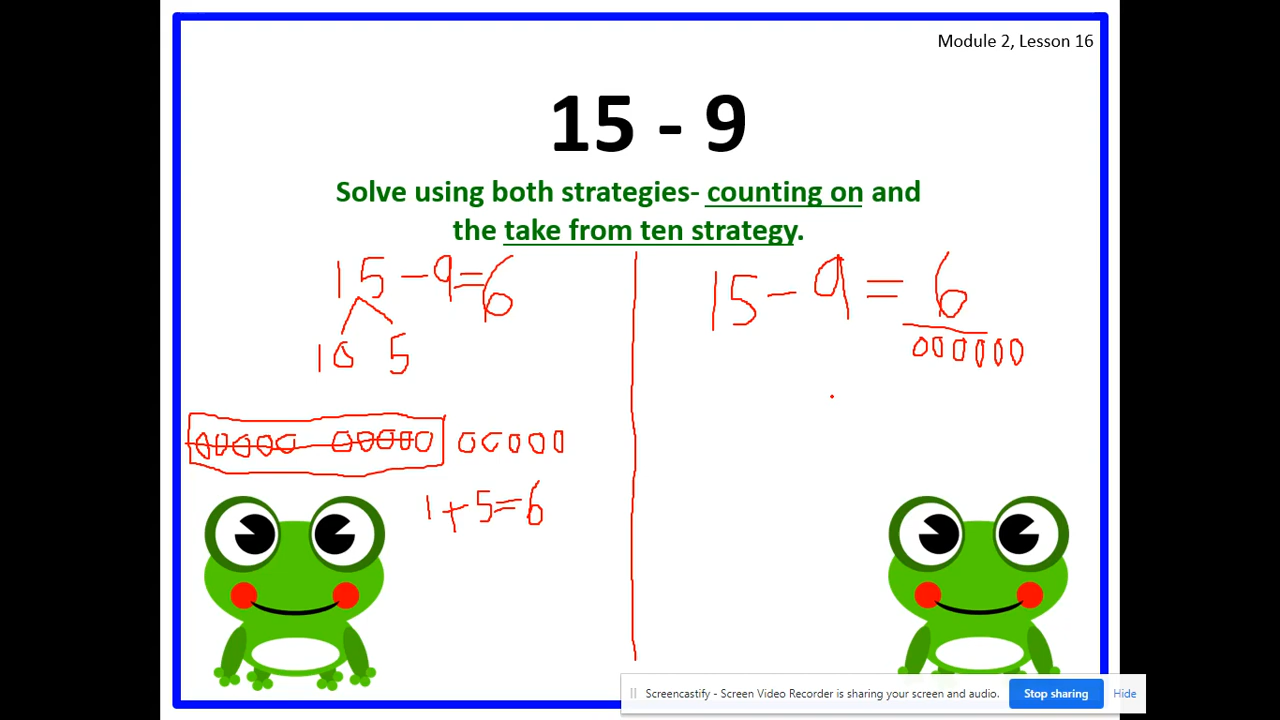 Module 2, Lesson 16
15 - 9
Solve using both strategies- counting on and
the take from ten strategy.
15-9=6
10 5
1+5=6
15-9=6
Screencastify - Screen Video Recorder is sharing your screen and audio.
Stop sharing
Hide